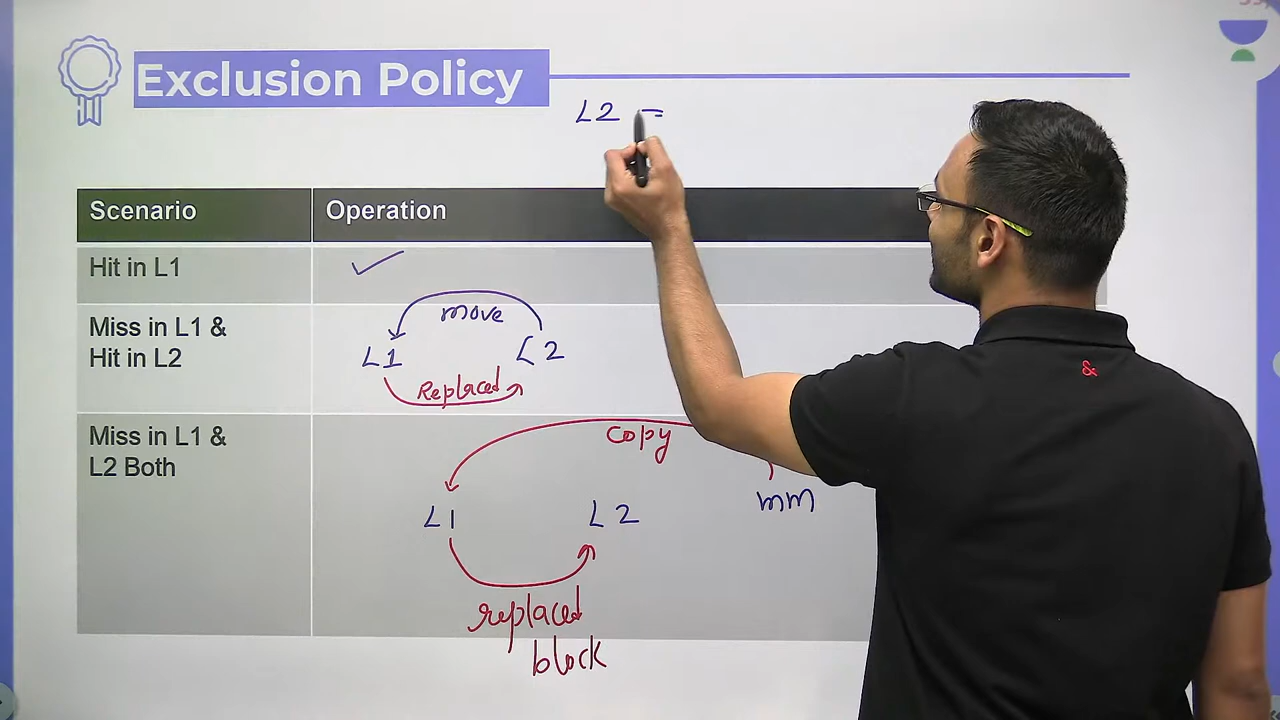 Exclusion Policy
L2 =
Scenario
Operation
Hit in L1
Miss in L1 &
Hit in L2
move
L1
L2
Replaced
Miss in L1 &
L2 Both
copy
mm
L1
L2
replaced
block
&